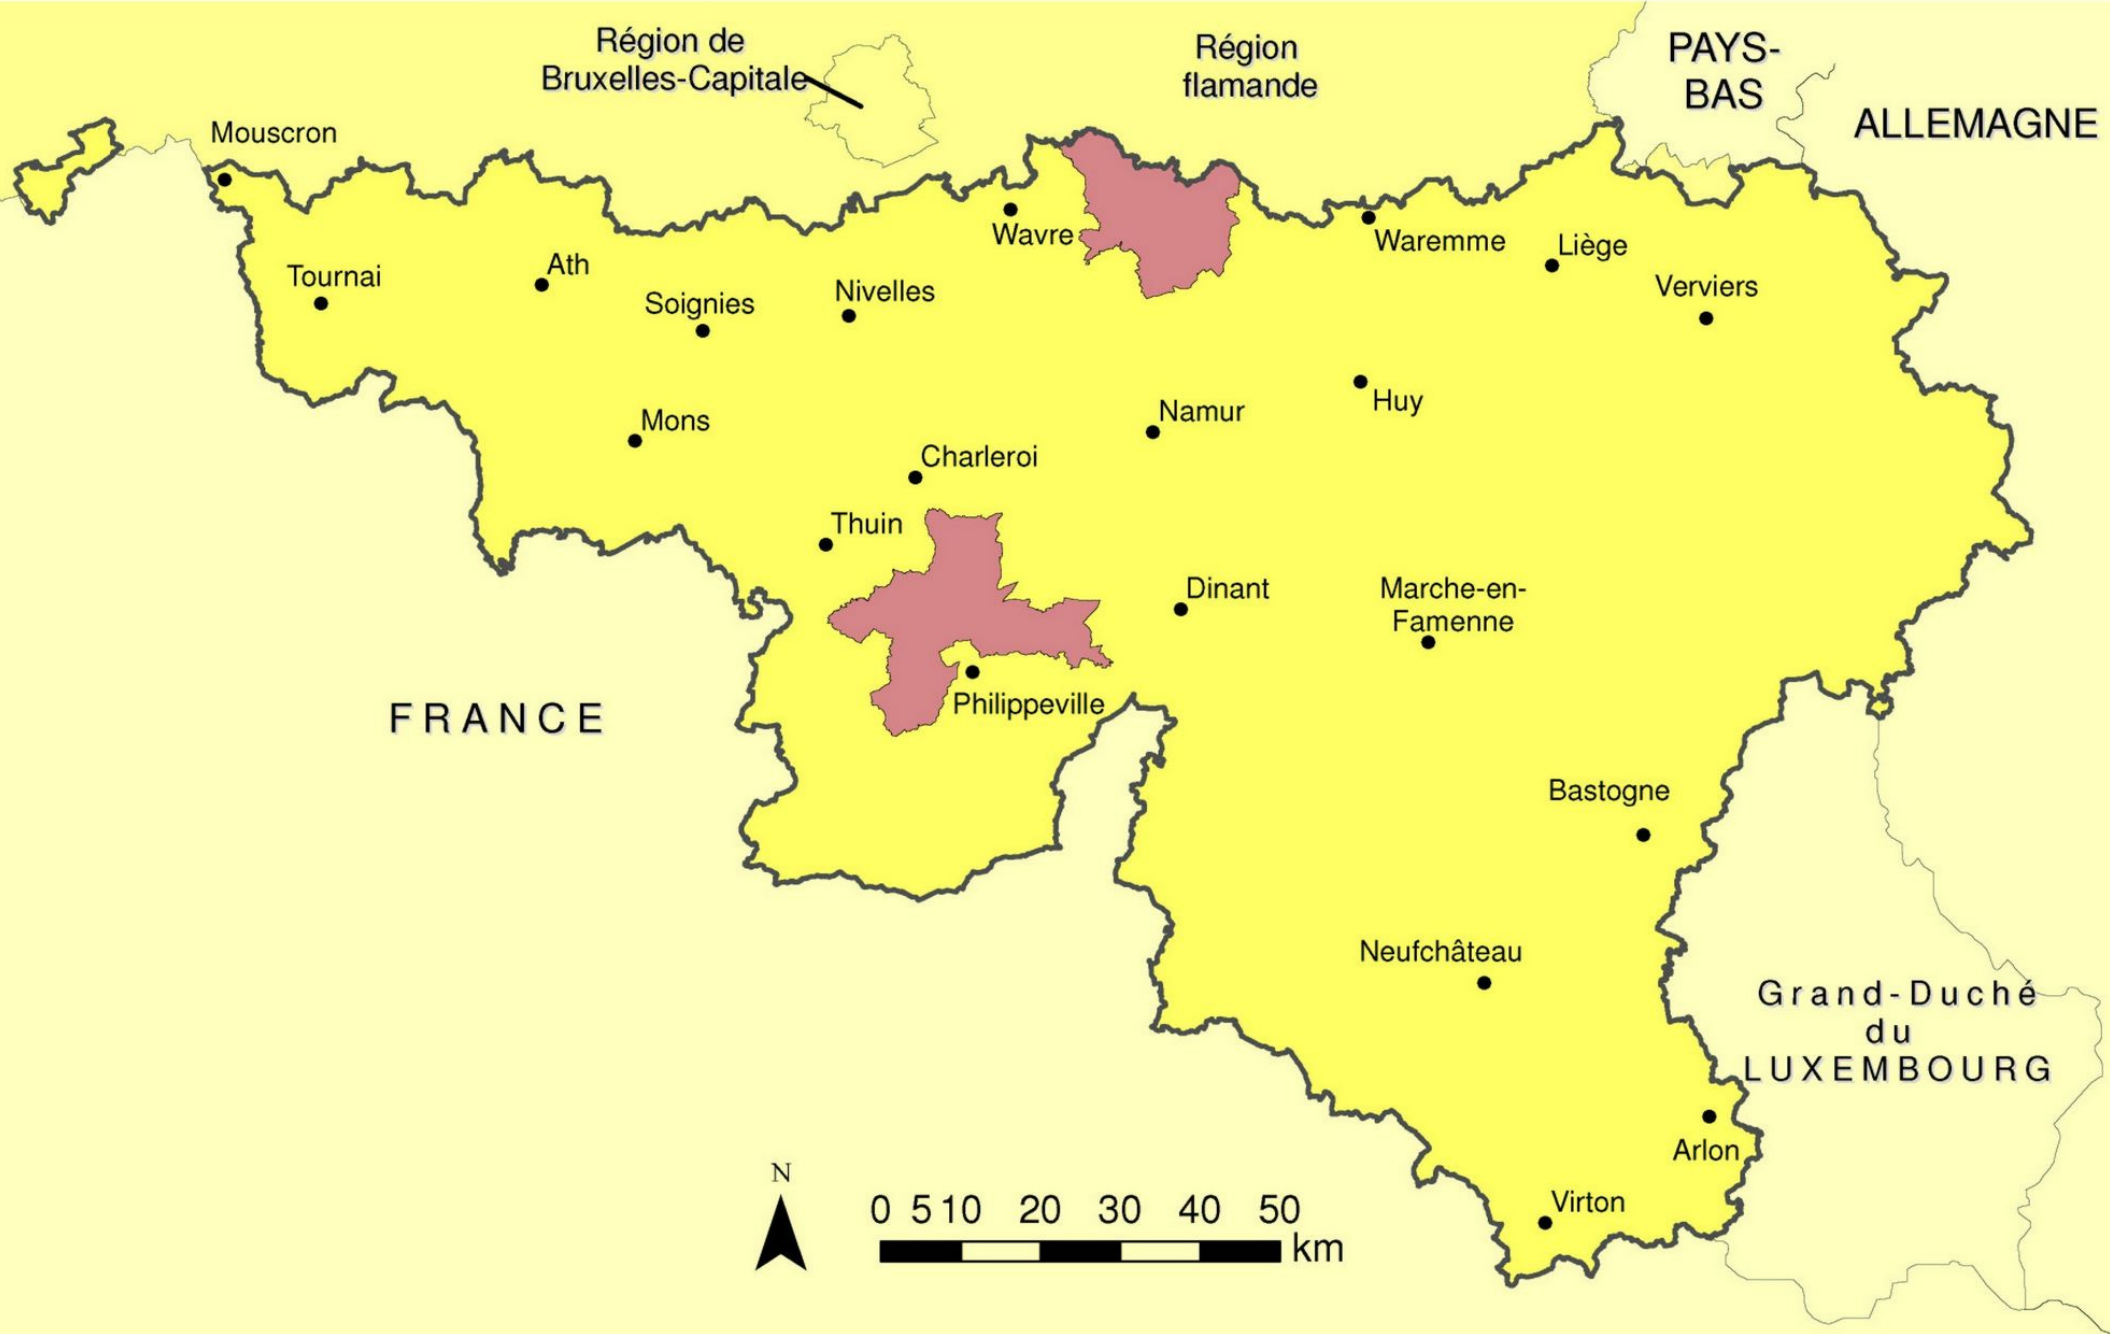 Région de
Bruxelles-Capitale
Région
flamande
PAYS-
BAS
ALLEMAGNE
Mouscron
Wavre
Waremme
Liège
Tournai
Ath
Soignies
Nivelles
Verviers
Mons
Charleroi
Namur
Huy
Thuin
Dinant
Marche-en-
Famenne
FRANCE
Philippeville
Bastogne
Neufchâteau
Grand-Duché
du
LUXEMBOURG
Arlon
Virton
N
0 5 10 20 30 40 50
km